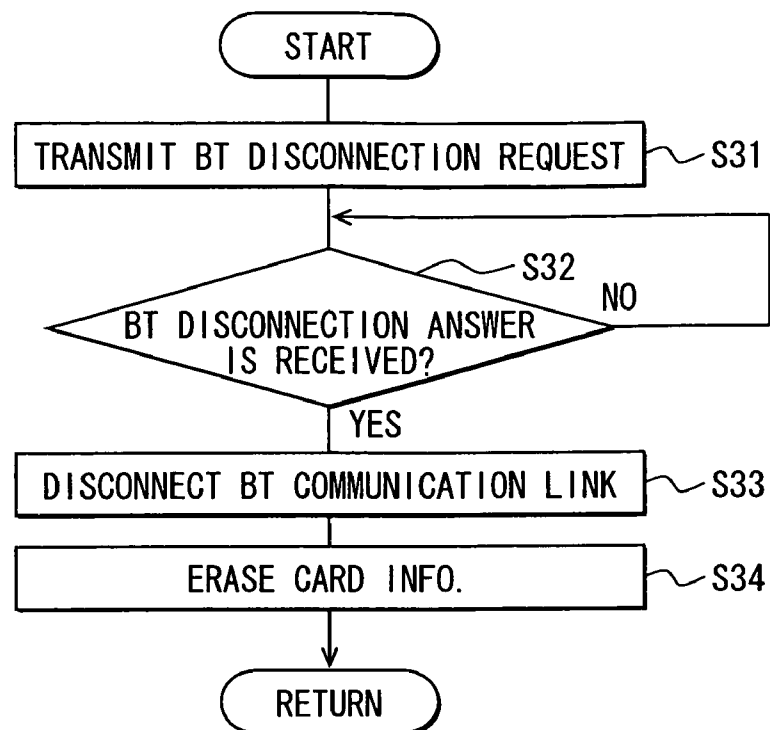 START
TRANSMIT BT DISCONNECTION REQUEST
S31
S32
NO
BT DISCONNECTION ANSWER
IS RECEIVED?
YES
DISCONNECT BT COMMUNICATION LINK
S33
ERASE CARD INFO.
S34
RETURN